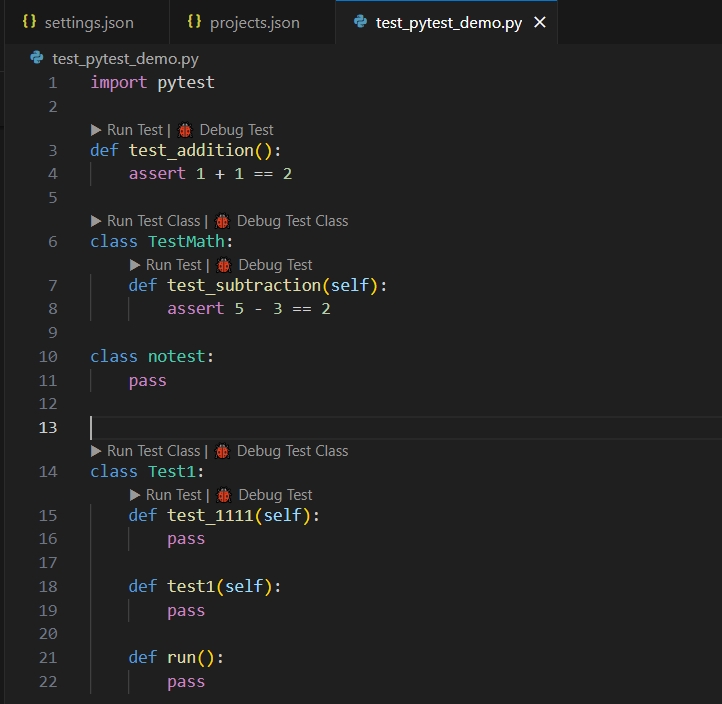 {} settings.json {} projects.json test_pytest_demo.py ×
test_pytest_demo.py
1 import pytest
2
▶ Run Test | Debug Test
3 def test_addition():
4     assert 1 + 1 == 2
5
▶ Run Test Class | Debug Test Class
6 class TestMath:
▶ Run Test | Debug Test
7     def test_subtraction(self):
8         assert 5 - 3 == 2
9
10 class notest:
11     pass
12
13
▶ Run Test Class | Debug Test Class
14 class Test1:
▶ Run Test | Debug Test
15     def test_1111(self):
16         pass
17
18     def test1(self):
19         pass
20
21     def run():
22         pass